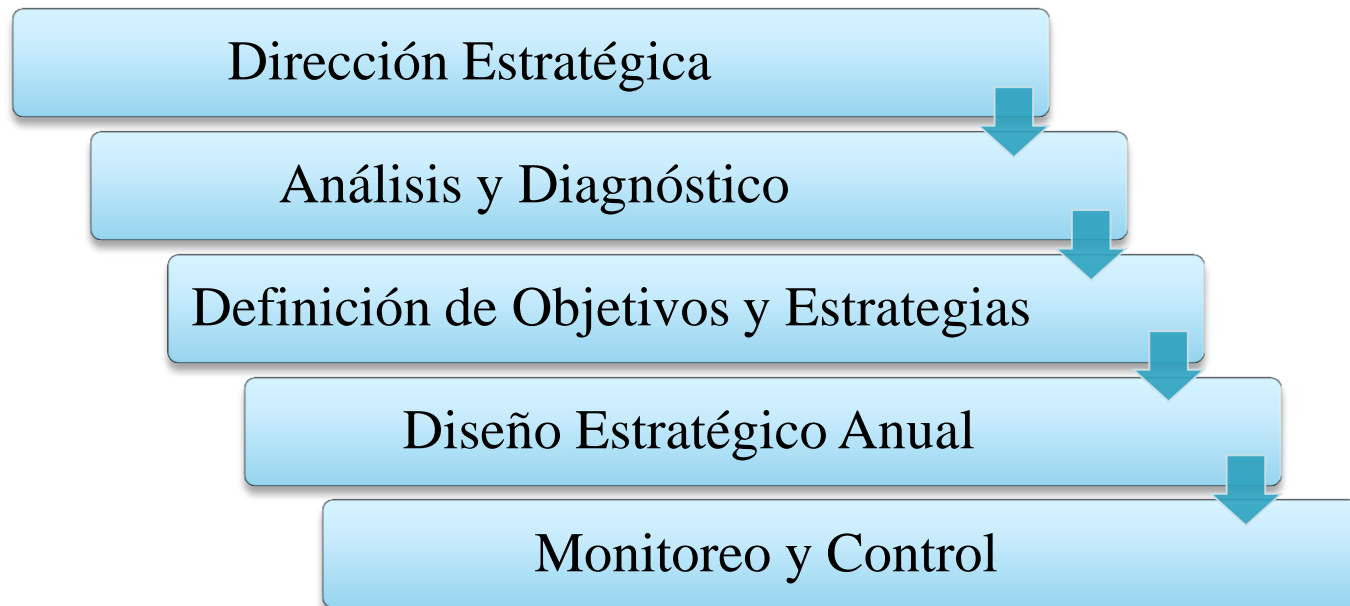 Dirección Estratégica
Análisis y Diagnóstico
Definición de Objetivos y Estrategias
Diseño Estratégico Anual
Monitoreo y Control